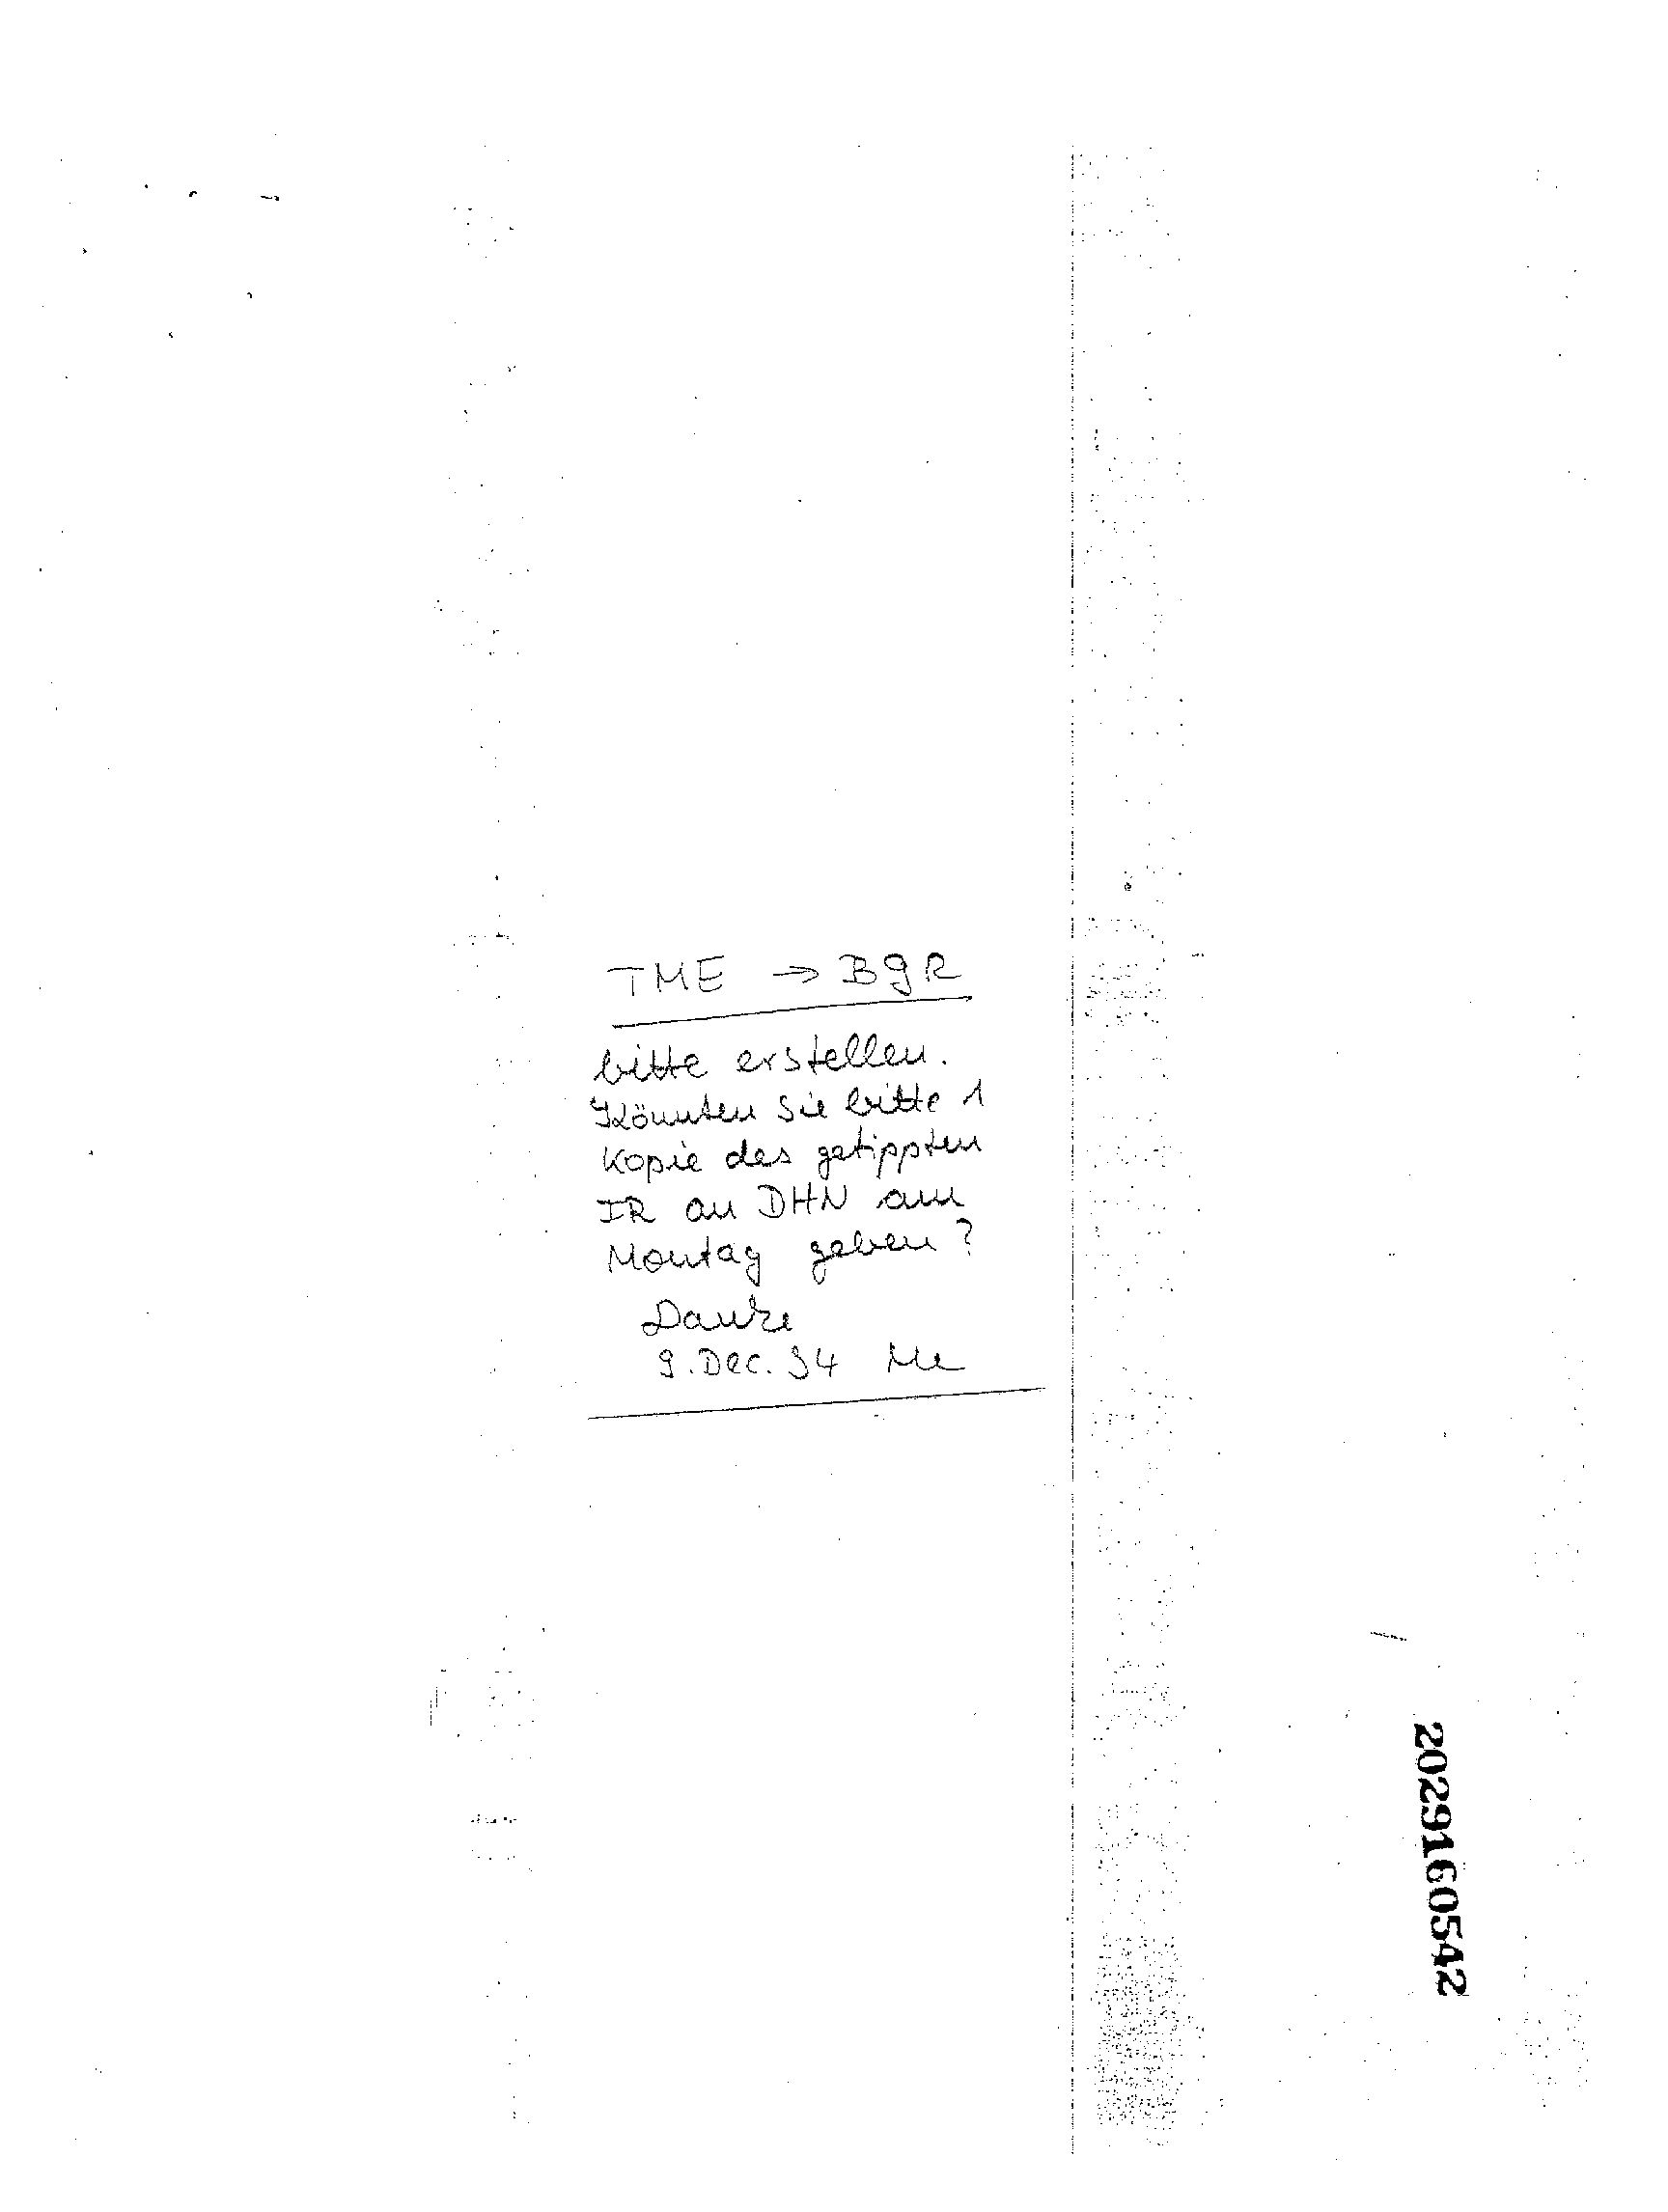 TME → BGR
bitte erstellen.
Könnten Sie bitte 1
Kopie des getippten
IR an DHN am
Montag geben?
Danke
9. Dec. 94 Me
2029160542